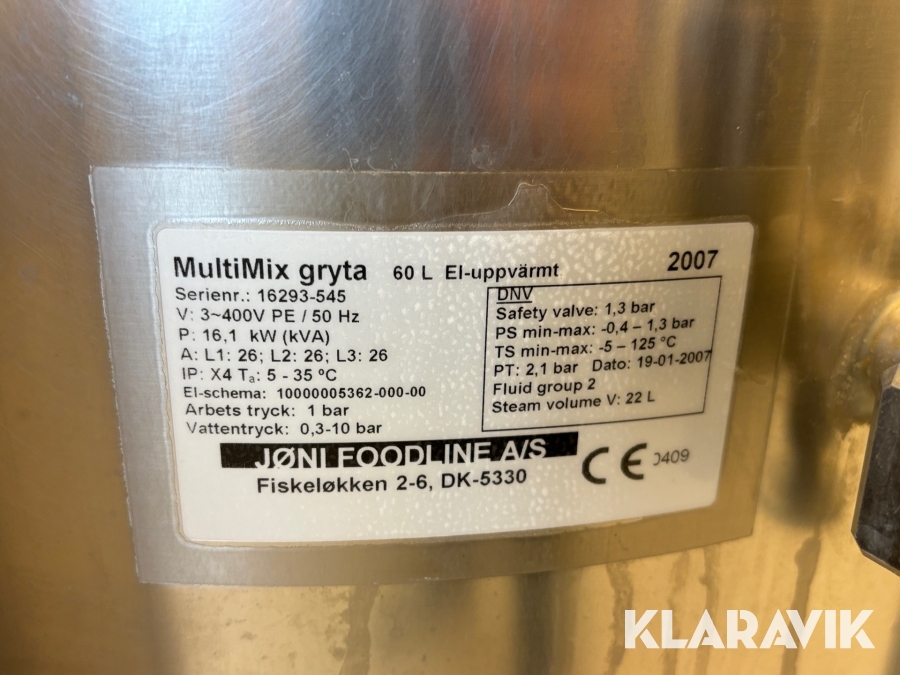 MultiMix gryta 60 L El-uppvärmt 2007
Serienr.: 16293-545
V: 3~400V PE / 50 Hz
P: 16,1 kW (kVA)
A: L1: 26; L2: 26; L3: 26
IP: X4 Ta: 5 - 35 ºC
El-schema: 10000005362-000-00
Arbets tryck: 1 bar
Vattentryck: 0,3-10 bar
DNV
Safety valve: 1,3 bar
PS min-max: -0,4 – 1,3 bar
TS min-max: -5 – 125 °C
PT: 2,1 bar Dato: 19-01-2007
Fluid group 2
Steam volume V: 22 L
JØNI FOODLINE A/S
Fiskeløkken 2-6, DK-5330
CE 0409
KLARAVIK